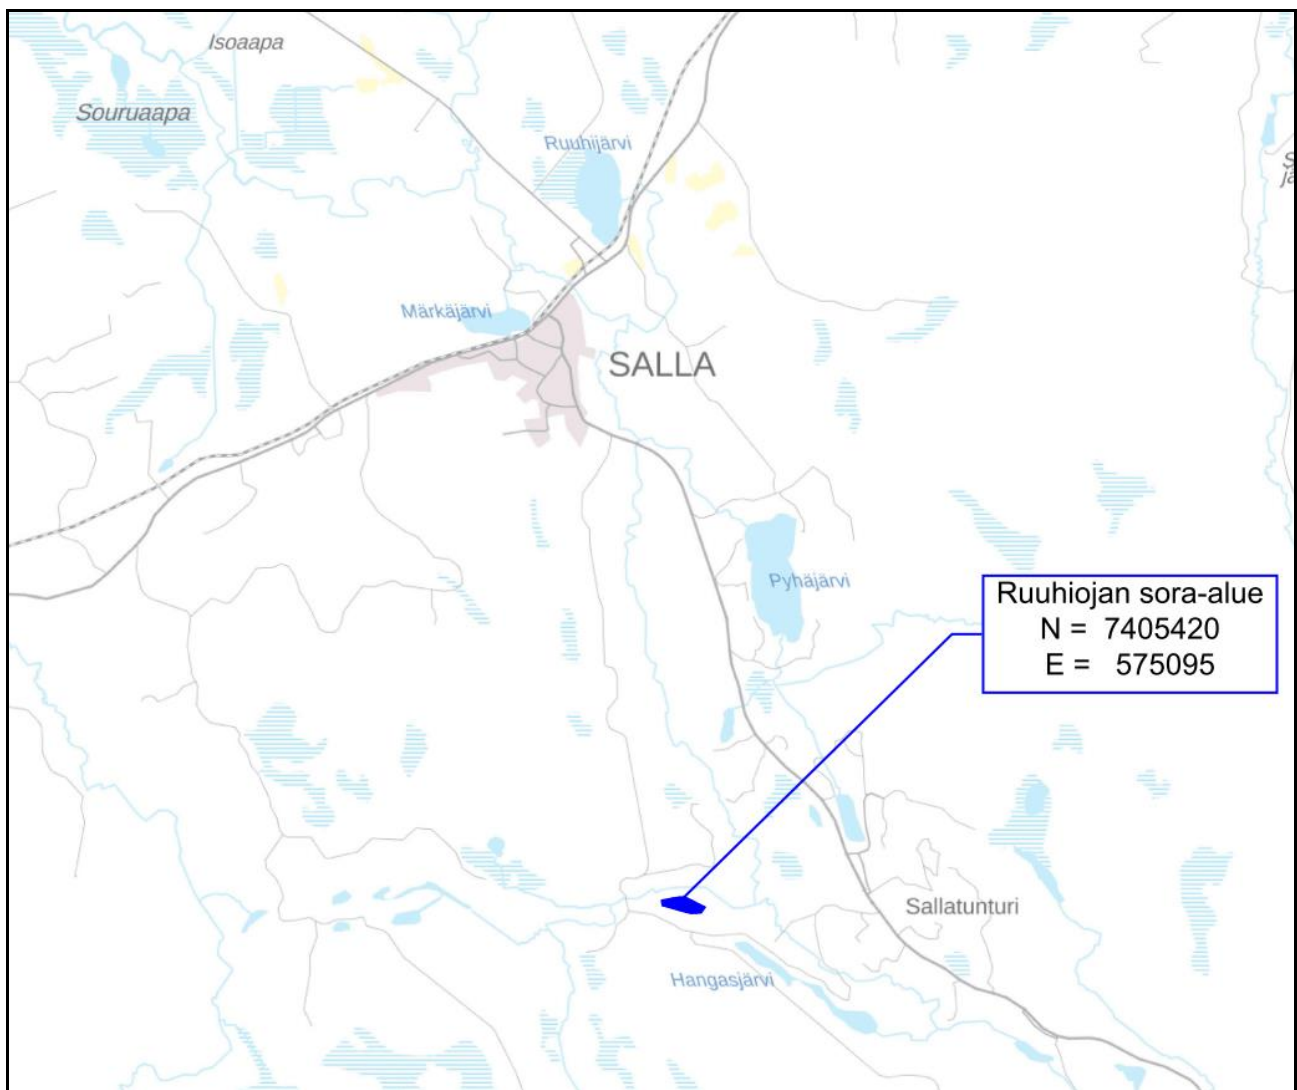 Isoaapa
Souruaapa
Ruuhijärvi
Märkäjärvi
SALLA
Pyhäjärvi
Ruuhiojan sora-alue
N = 7405420
E = 575095
Sallatunturi
Hangasjärvi